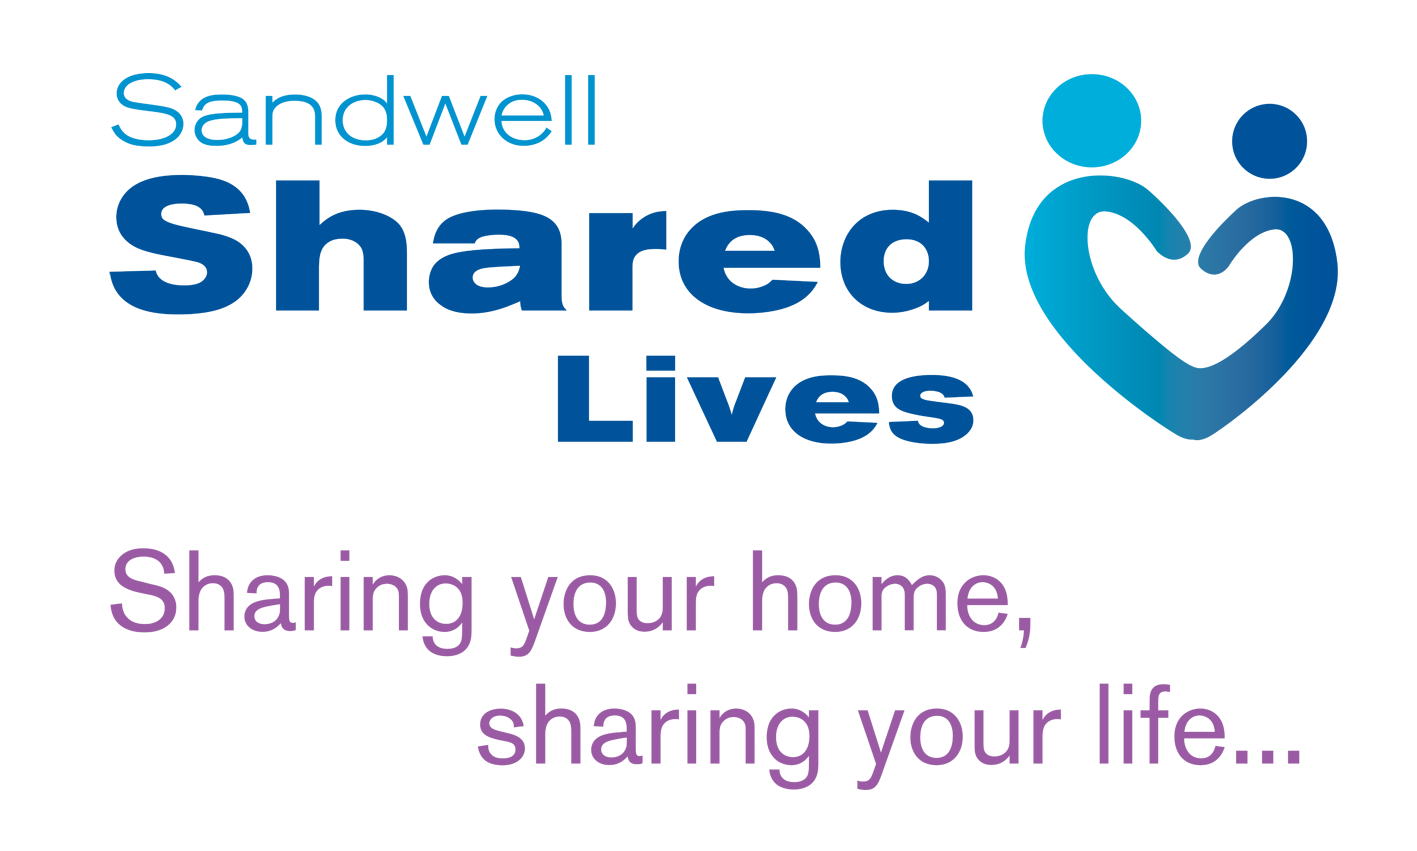 Sandwell
Shared
Lives
Sharing your home,
sharing your life...